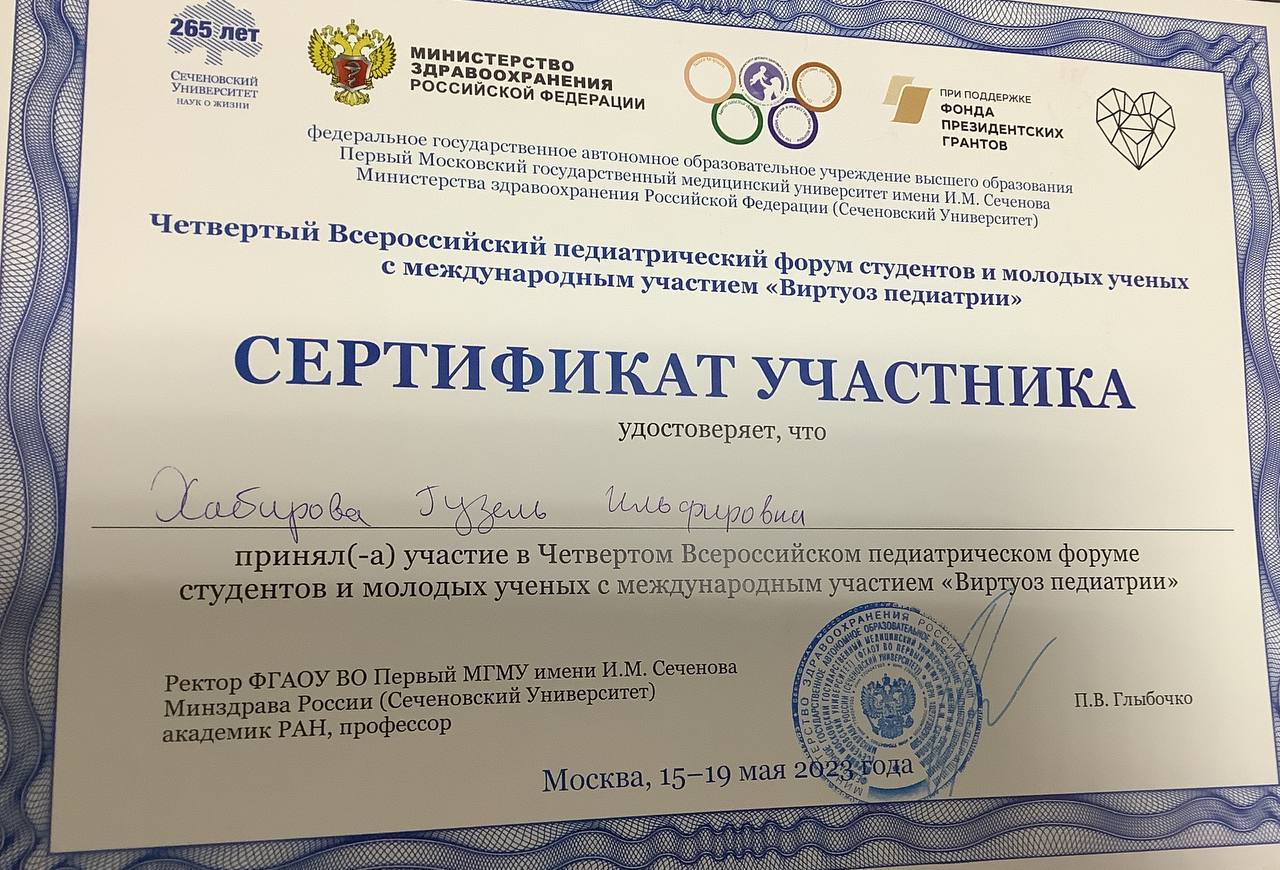 265 лет
Сеченовский
Университет
наук о жизни
МИНИСТЕРСТВО
ЗДРАВООХРАНЕНИЯ
РОССИЙСКОЙ ФЕДЕРАЦИИ
ПРИ ПОДДЕРЖКЕ
ФОНДА
ПРЕЗИДЕНТСКИХ
ГРАНТОВ
федеральное государственное автономное образовательное учреждение высшего образования
Первый Московский государственный медицинский университет имени И.М. Сеченова
Министерства здравоохранения Российской Федерации (Сеченовский Университет)
Четвертый Всероссийский педиатрический форум студентов и молодых ученых
с международным участием «Виртуоз педиатрии»
СЕРТИФИКАТ УЧАСТНИКА
удостоверяет, что
Хабирова Гузель Ильфировна
принял(-а) участие в Четвертом Всероссийском педиатрическом форуме
студентов и молодых ученых с международным участием «Виртуоз педиатрии»
Ректор ФГАОУ ВО Первый МГМУ имени И.М. Сеченова
Минздрава России (Сеченовский Университет)
академик РАН, профессор
П.В. Глыбочко
Москва, 15–19 мая 2023 года